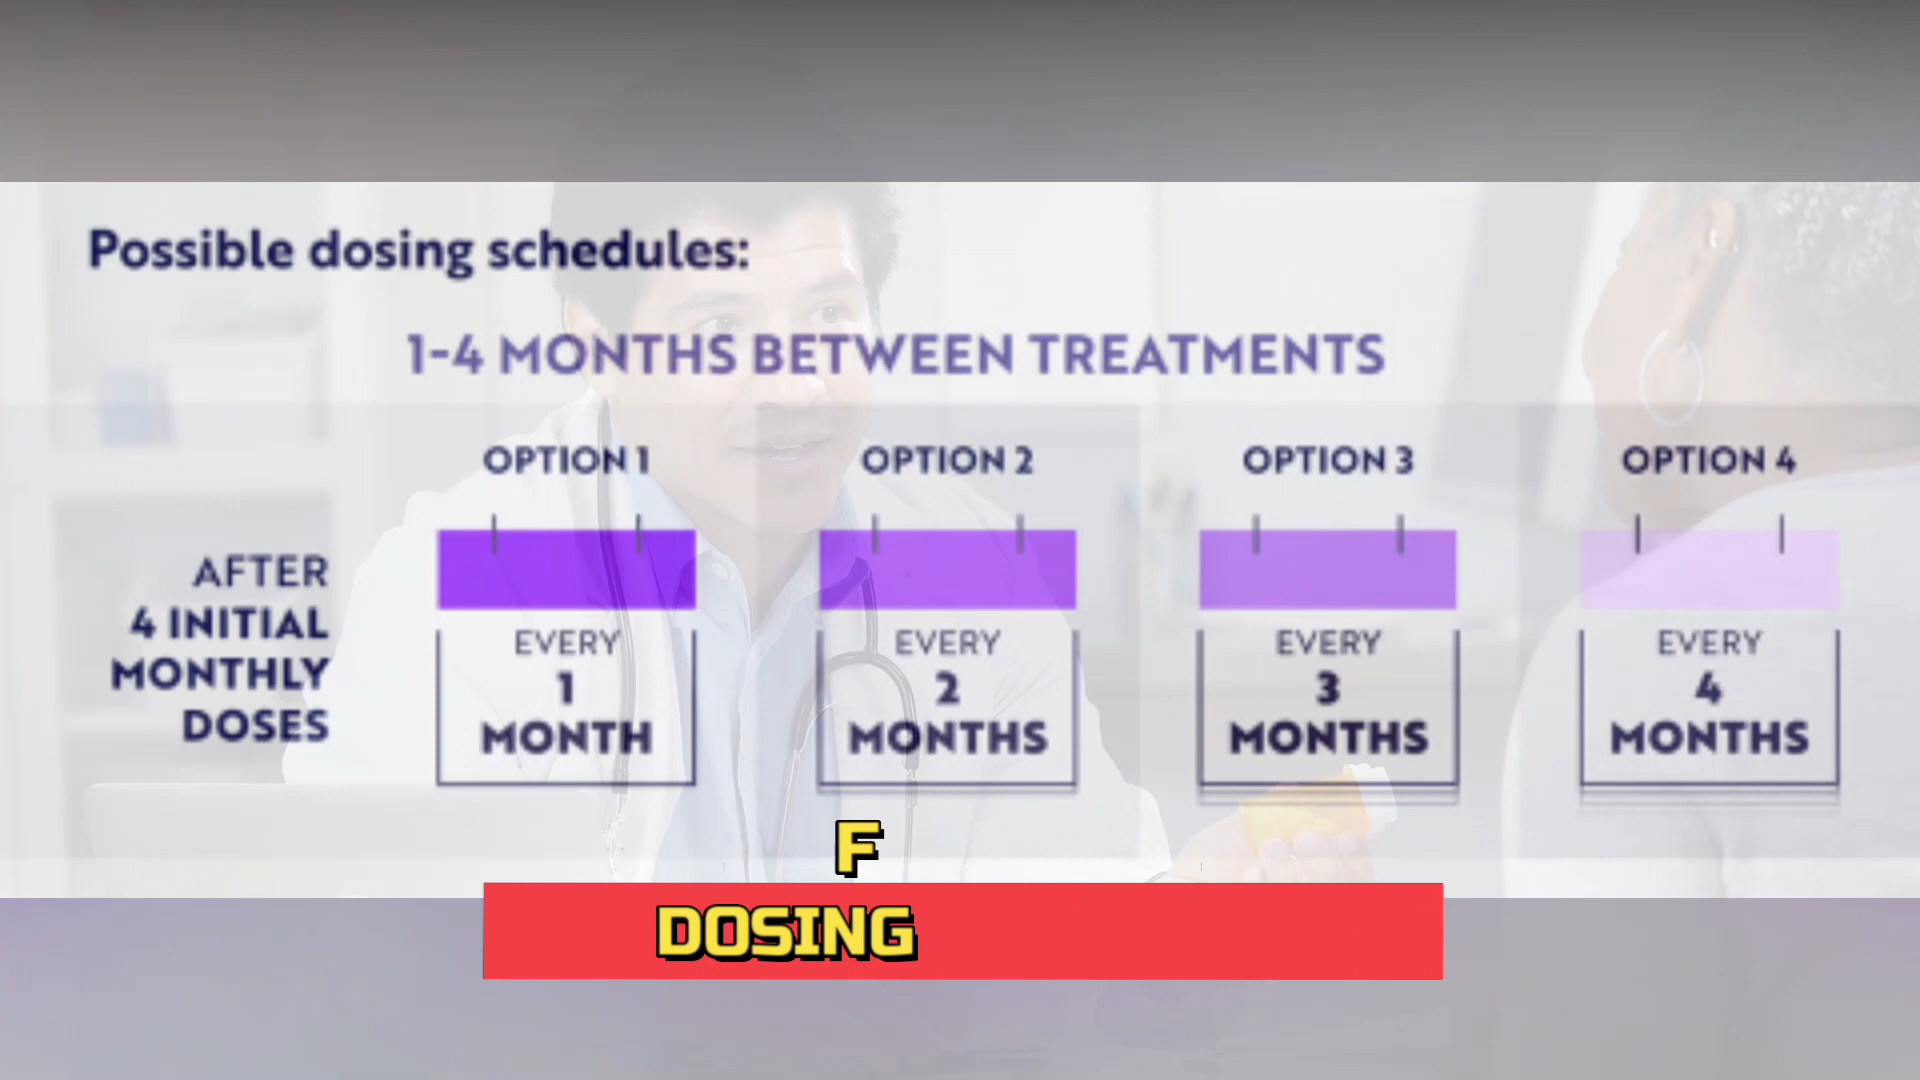 Possible dosing schedules:
1-4 MONTHS BETWEEN TREATMENTS
OPTION 1
OPTION 2
OPTION 3
OPTION 4
AFTER
4 INITIAL
MONTHLY
DOSES
EVERY
1
MONTH
EVERY
2
MONTHS
EVERY
3
MONTHS
EVERY
4
MONTHS
F
DOSING